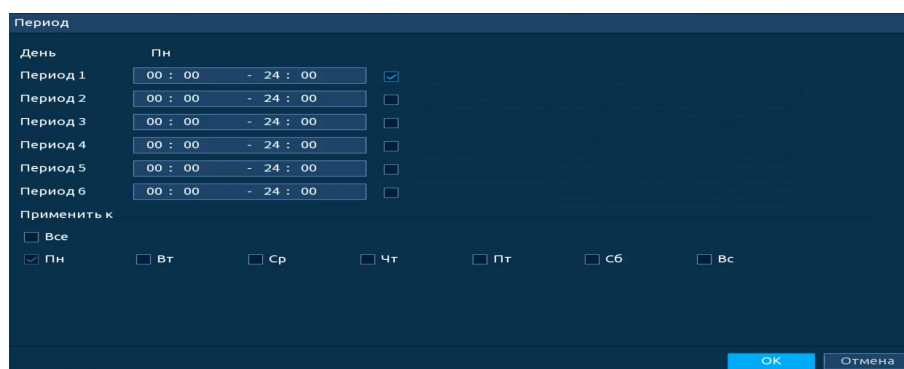 Период
День Пн
Период 1 00 : 00 - 24 : 00
Период 2 00 : 00 - 24 : 00
Период 3 00 : 00 - 24 : 00
Период 4 00 : 00 - 24 : 00
Период 5 00 : 00 - 24 : 00
Период 6 00 : 00 - 24 : 00
Применить к
Все
Пн Вт Ср Чт Пт Сб Вс
OK Отмена